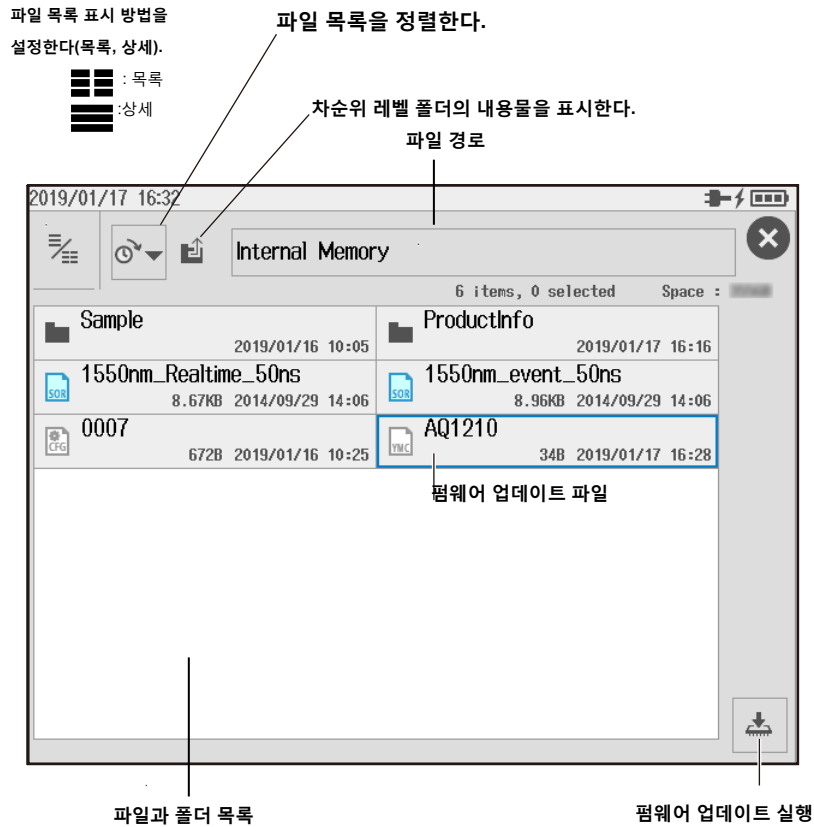 파일 목록 표시 방법을
설정한다(목록, 상세).
: 목록
:상세
파일 목록을 정렬한다.
차순위 레벨 폴더의 내용물을 표시한다.
파일 경로
2019/01/17 16:32
Internal Memory
6 items, 0 selected Space :
Sample
2019/01/16 10:05
ProductInfo
2019/01/17 16:16
SOR
1550nm_Realtime_50ns
8.67KB 2014/09/29 14:06
SOR
1550nm_event_50ns
8.96KB 2014/09/29 14:06
CFG
0007
672B 2019/01/16 10:25
YMC
AQ1210
34B 2019/01/17 16:28
펌웨어 업데이트 파일
파일과 폴더 목록
펌웨어 업데이트 실행